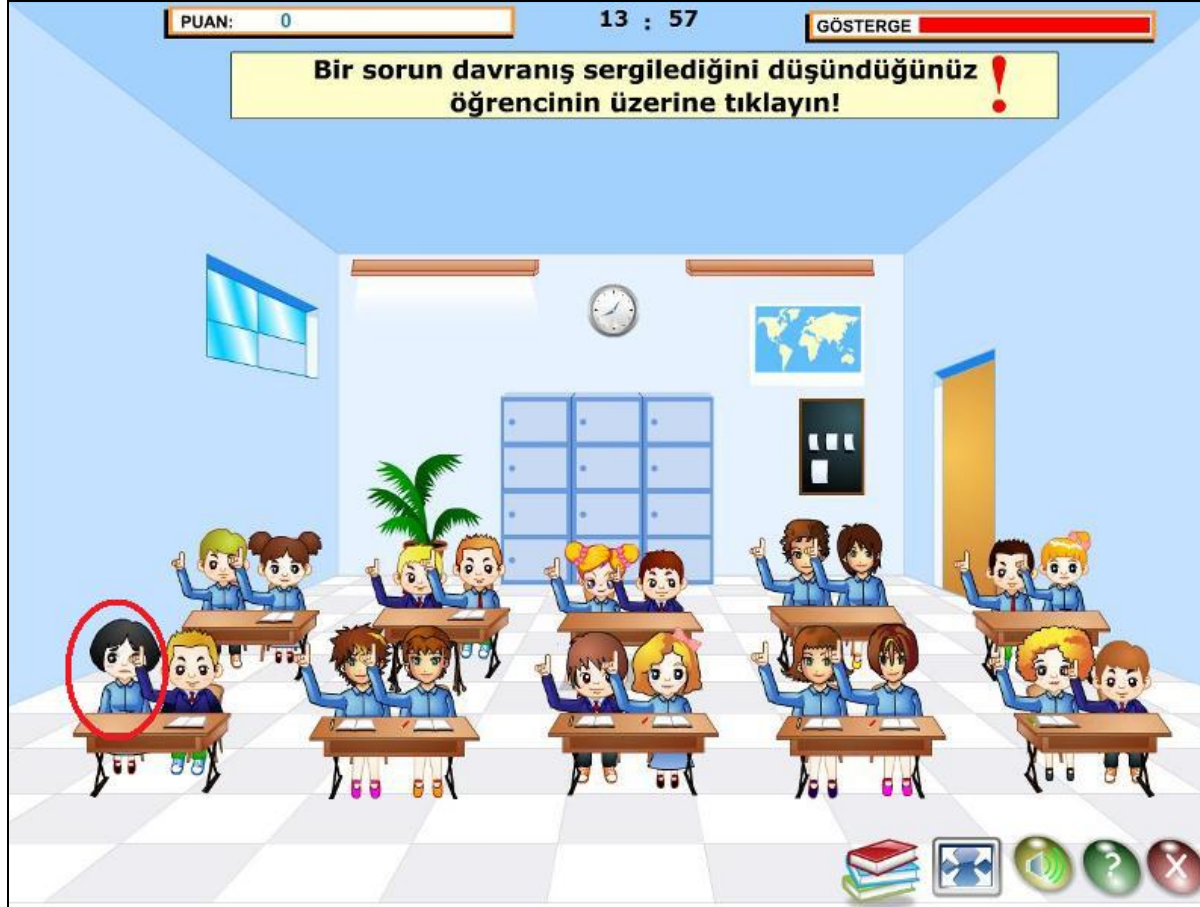 PUAN: 0
13 : 57
GÖSTERGE
Bir sorun davranış sergilediğini düşündüğünüz
öğrencinin üzerine tıklayın!
!
?
X